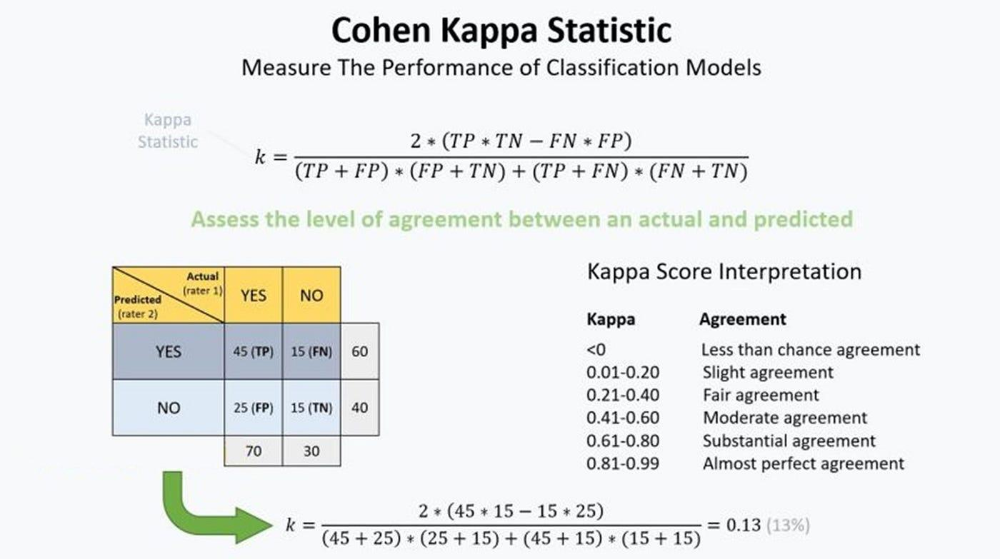 Cohen Kappa Statistic
Measure The Performance of Classification Models
Kappa
Statistic
k = 2 ∗ (TP ∗ TN − FN ∗ FP) / (TP + FP) ∗ (FP + TN) + (TP + FN) ∗ (FN + TN)
Assess the level of agreement between an actual and predicted
Actual
(rater 1)
Predicted
(rater 2)
YES NO
YES 45 (TP) 15 (FN) 60
NO 25 (FP) 15 (TN) 40
70 30
Kappa Score Interpretation
Kappa Agreement
<0 Less than chance agreement
0.01-0.20 Slight agreement
0.21-0.40 Fair agreement
0.41-0.60 Moderate agreement
0.61-0.80 Substantial agreement
0.81-0.99 Almost perfect agreement
k = 2 ∗ (45 ∗ 15 − 15 ∗ 25) / (45 + 25) ∗ (25 + 15) + (45 + 15) ∗ (15 + 15) = 0.13 (13%)